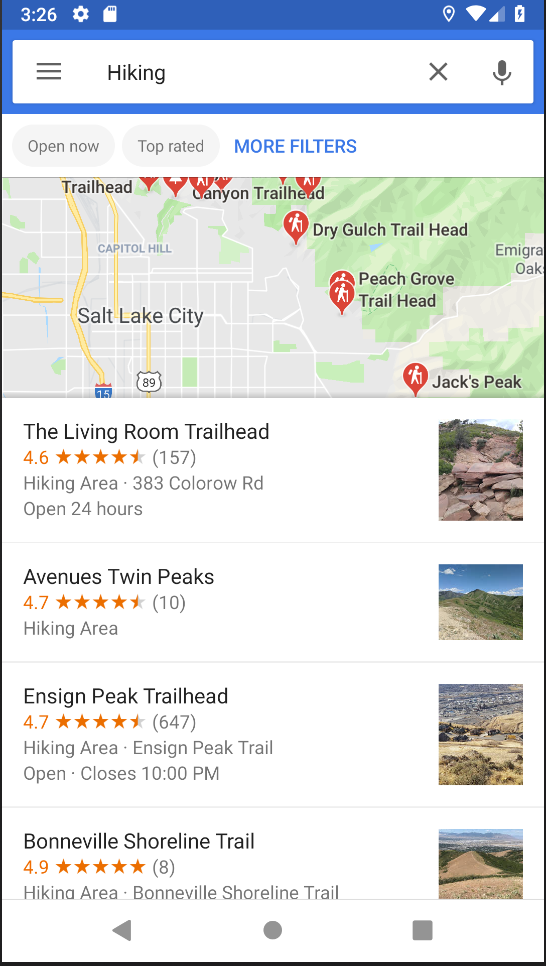 3:26
Hiking
Open now
Top rated
MORE FILTERS
Trailhead
Canyon Trailhead
Dry Gulch Trail Head
CAPITOL HILL
Emigra
Oaks
Peach Grove
Trail Head
Salt Lake City
89
15
Jack's Peak
The Living Room Trailhead
4.6 ★★★★★ (157)
Hiking Area · 383 Colorow Rd
Open 24 hours
Avenues Twin Peaks
4.7 ★★★★★ (10)
Hiking Area
Ensign Peak Trailhead
4.7 ★★★★★ (647)
Hiking Area · Ensign Peak Trail
Open · Closes 10:00 PM
Bonneville Shoreline Trail
4.9 ★★★★★ (8)
Hiking Area · Bonneville Shoreline Trail